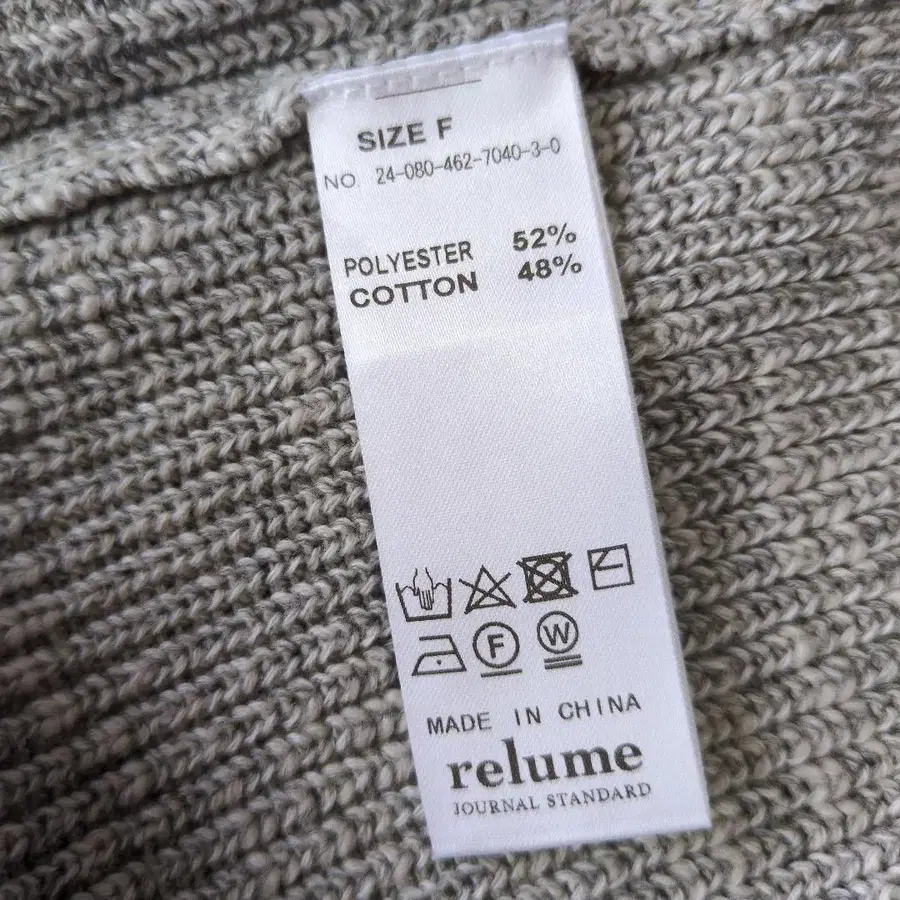 SIZE F
NO. 24-080-462-7040-3-0
POLYESTER 52%
COTTON 48%
F W
MADE IN CHINA
relume
JOURNAL STANDARD